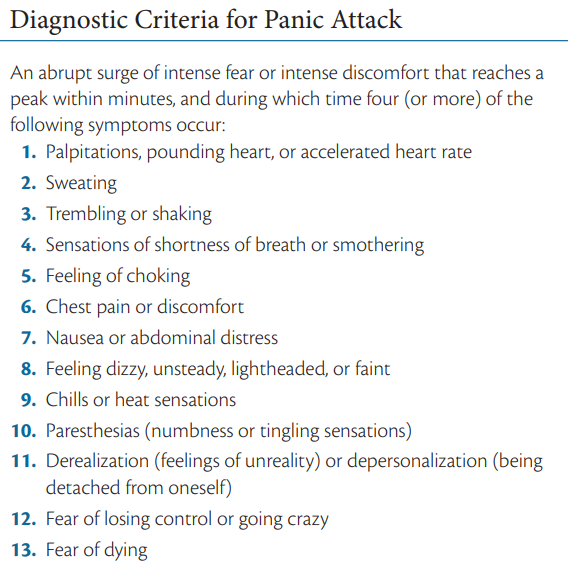 Diagnostic Criteria for Panic Attack
An abrupt surge of intense fear or intense discomfort that reaches a
peak within minutes, and during which time four (or more) of the
following symptoms occur:
1. Palpitations, pounding heart, or accelerated heart rate
2. Sweating
3. Trembling or shaking
4. Sensations of shortness of breath or smothering
5. Feeling of choking
6. Chest pain or discomfort
7. Nausea or abdominal distress
8. Feeling dizzy, unsteady, lightheaded, or faint
9. Chills or heat sensations
10. Paresthesias (numbness or tingling sensations)
11. Derealization (feelings of unreality) or depersonalization (being
detached from oneself)
12. Fear of losing control or going crazy
13. Fear of dying